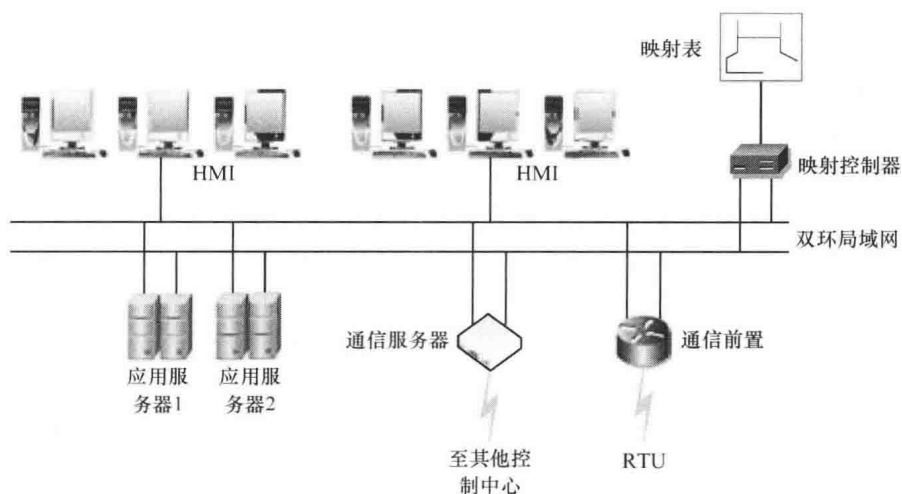 映射表
HMI
HMI
映射控制器
双环局域网
应用服
务器1
应用服
务器2
通信服务器
通信前置
至其他控
制中心
RTU